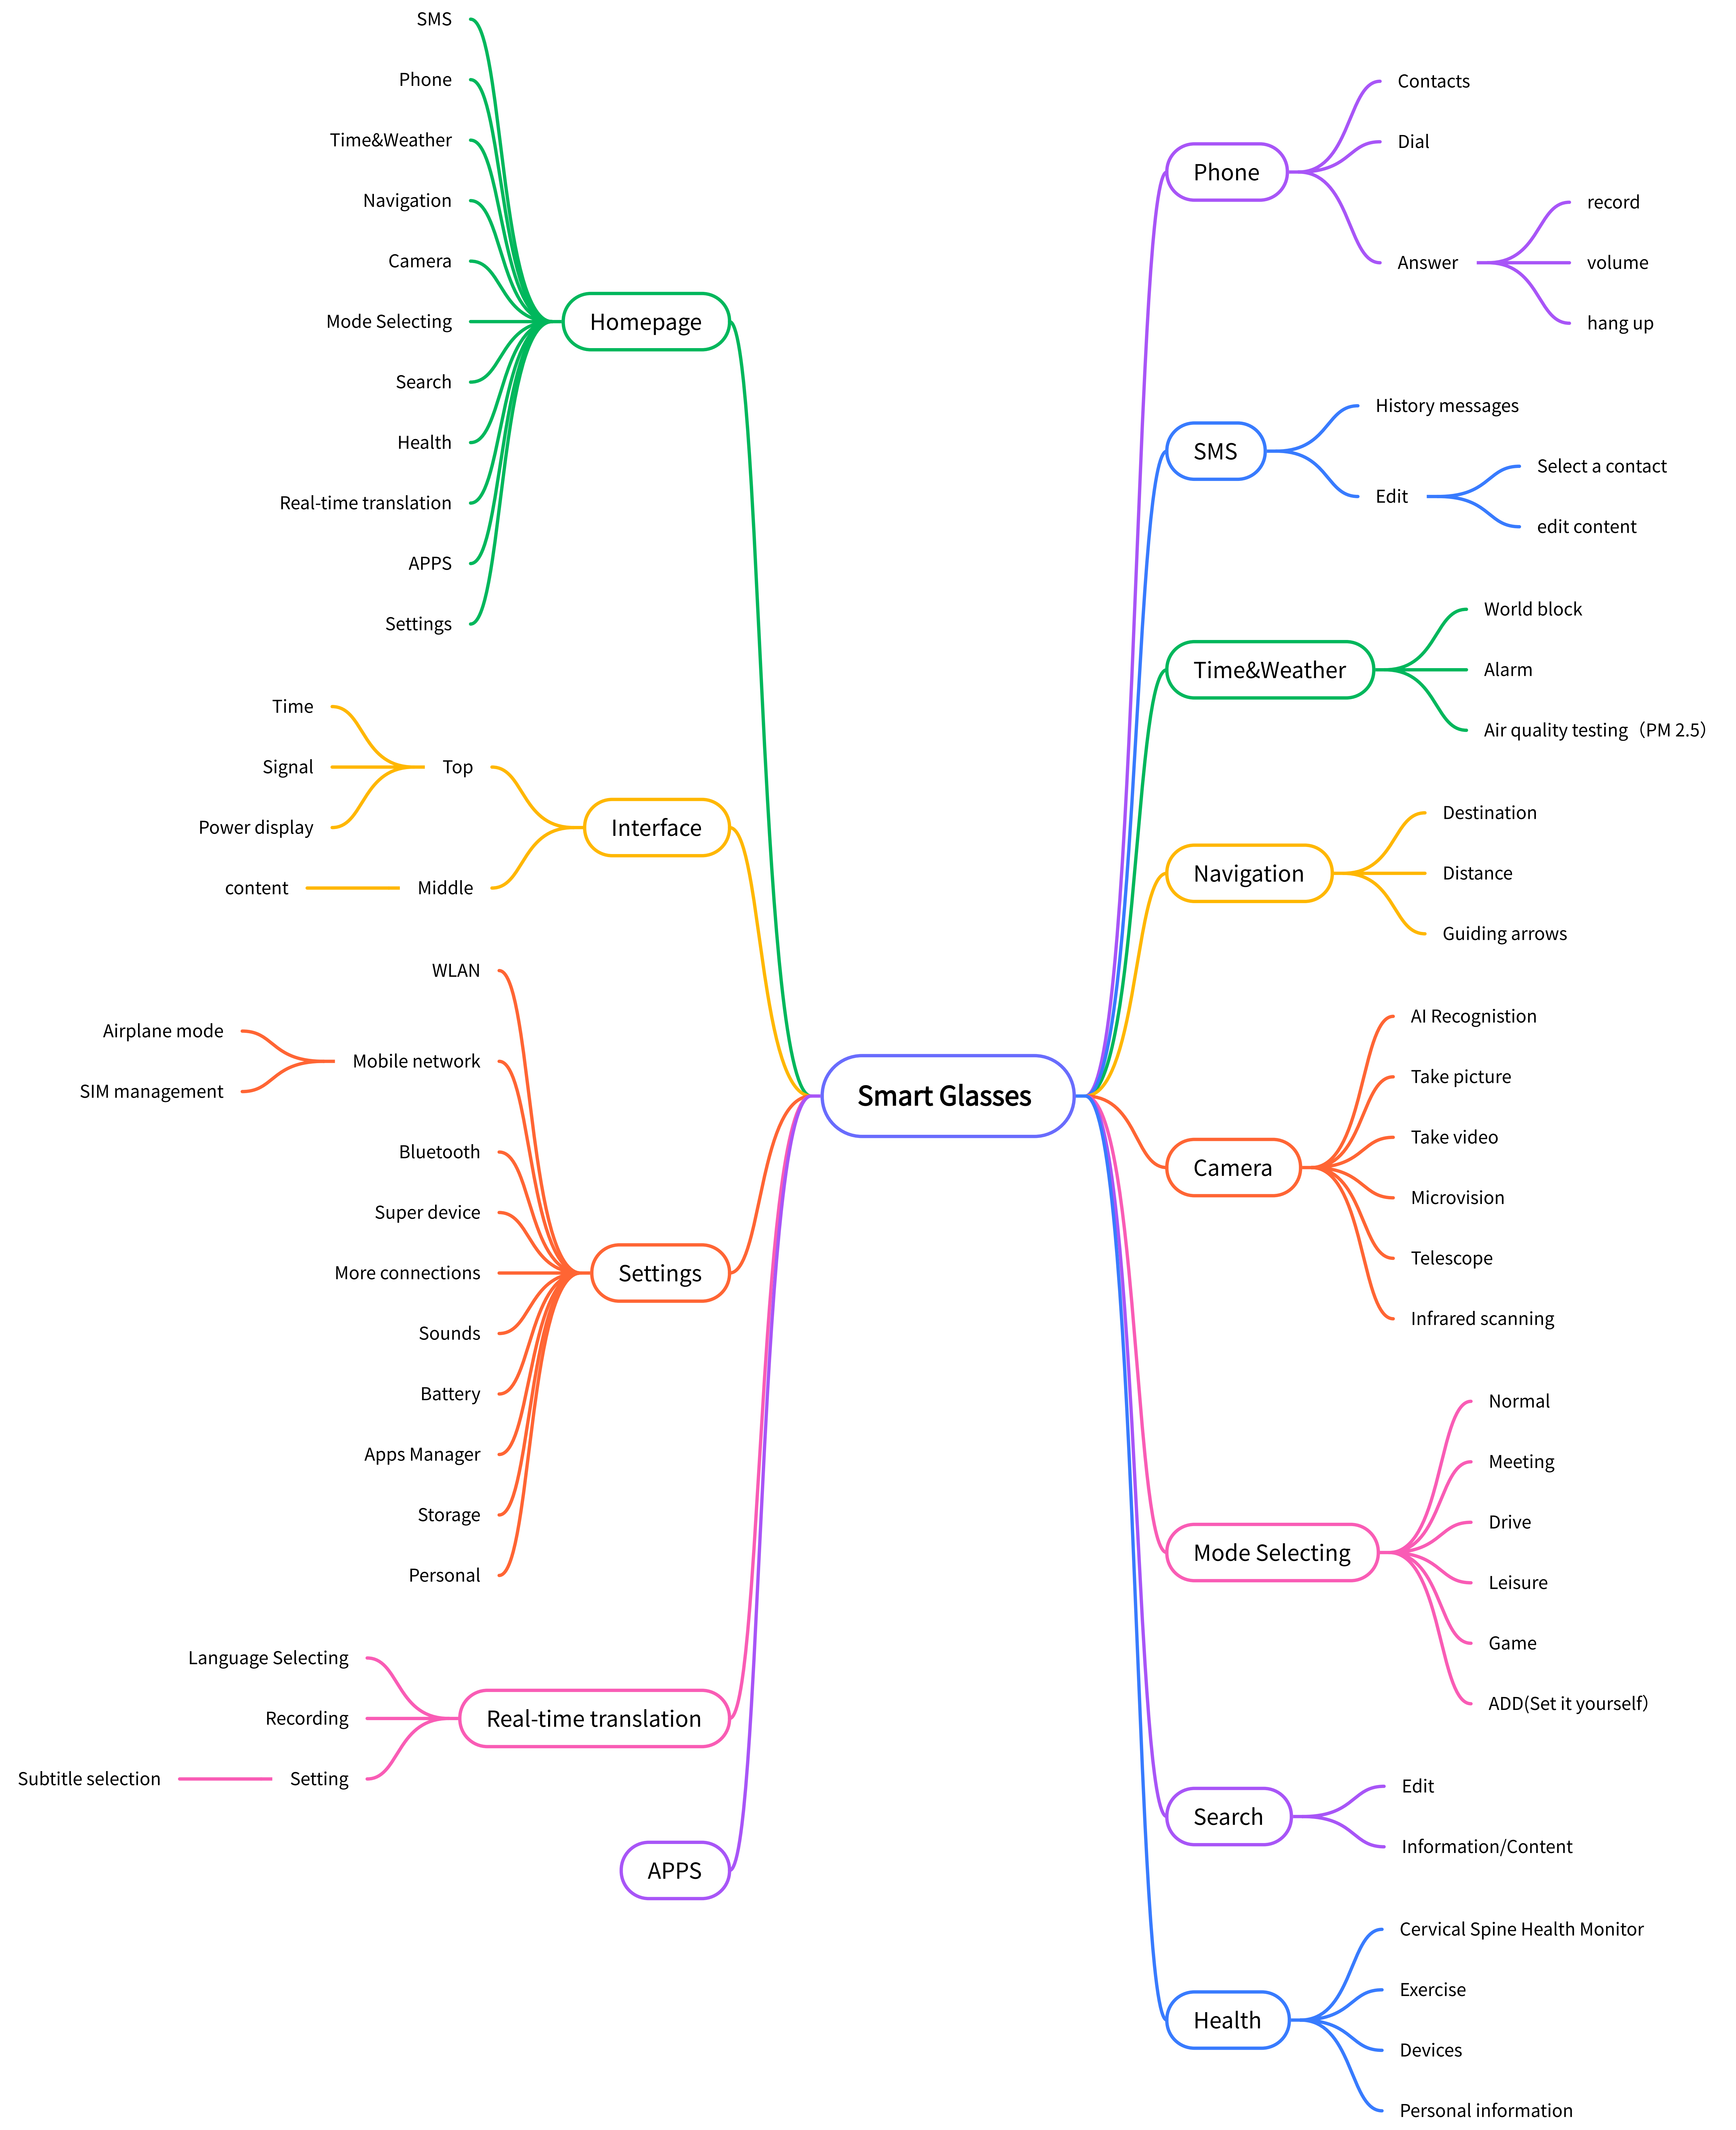 Smart Glasses
Phone
Contacts
Dial
Answer
record
volume
hang up
SMS
History messages
Edit
Select a contact
edit content
Time&Weather
World block
Alarm
Air quality testing（PM 2.5）
Navigation
Destination
Distance
Guiding arrows
Camera
AI Recognistion
Take picture
Take video
Microvision
Telescope
Infrared scanning
Mode Selecting
Normal
Meeting
Drive
Leisure
Game
ADD(Set it yourself）
Search
Edit
Information/Content
Health
Cervical Spine Health Monitor
Exercise
Devices
Personal information
Homepage
SMS
Phone
Time&Weather
Navigation
Camera
Mode Selecting
Search
Health
Real-time translation
APPS
Settings
Interface
Top
Time
Signal
Power display
Middle
content
Settings
WLAN
Mobile network
Airplane mode
SIM management
Bluetooth
Super device
More connections
Sounds
Battery
Apps Manager
Storage
Personal
Real-time translation
Language Selecting
Recording
Setting
Subtitle selection
APPS